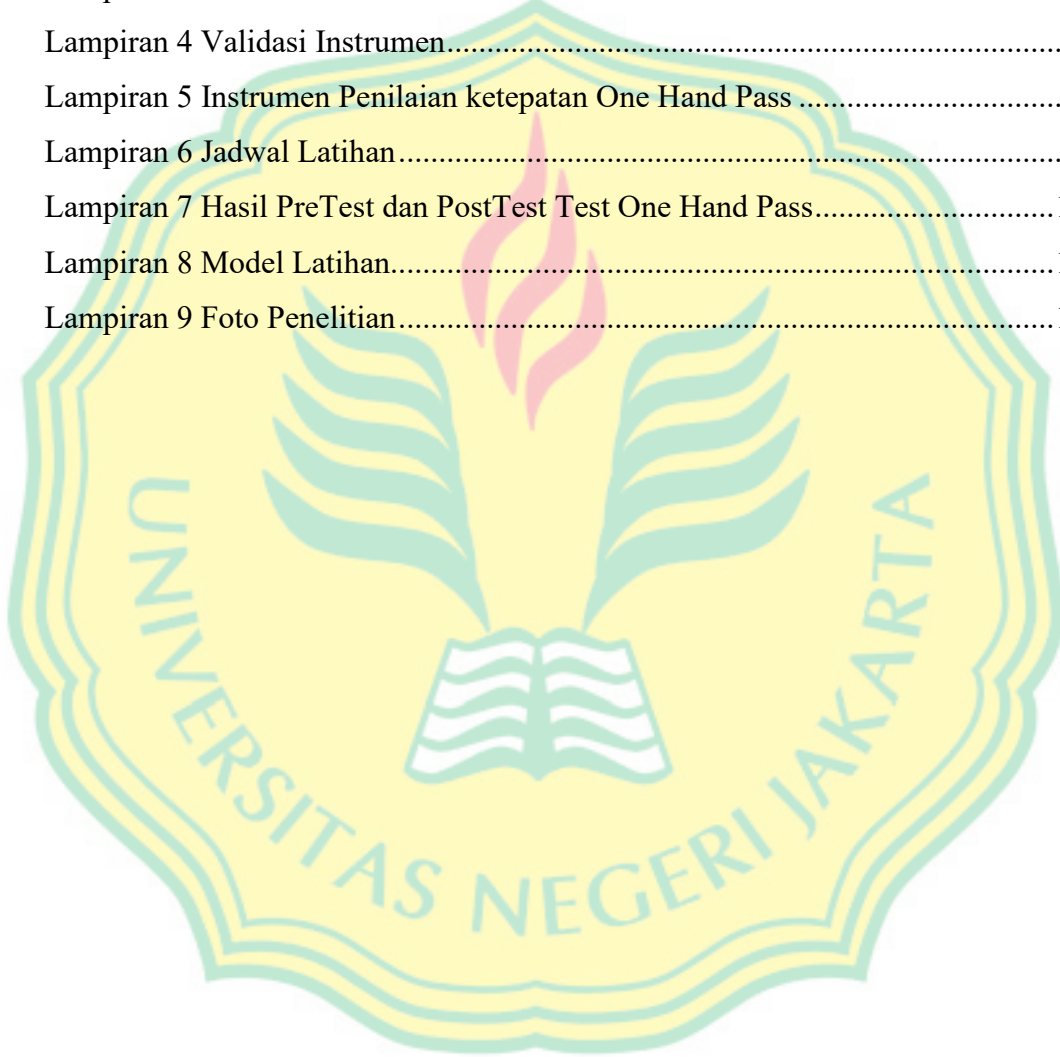 Lampiran 4 Validasi Instrumen........................................................................
Lampiran 5 Instrumen Penilaian ketepatan One Hand Pass ................................
Lampiran 6 Jadwal Latihan..............................................................................
Lampiran 7 Hasil PreTest dan PostTest Test One Hand Pass..............................
Lampiran 8 Model Latihan...............................................................................
Lampiran 9 Foto Penelitian..............................................................................
UNIVERSITAS NEGERI JAKARTA